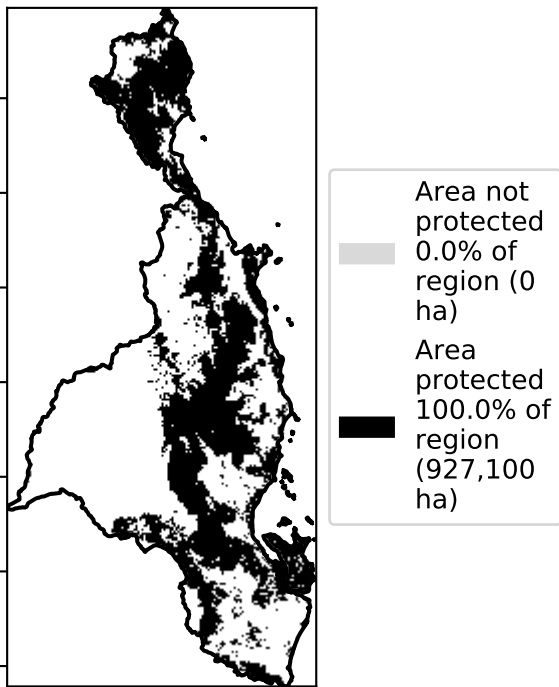 Area not
protected
0.0% of
region (0
ha)
Area
protected
100.0% of
region
(927,100
ha)